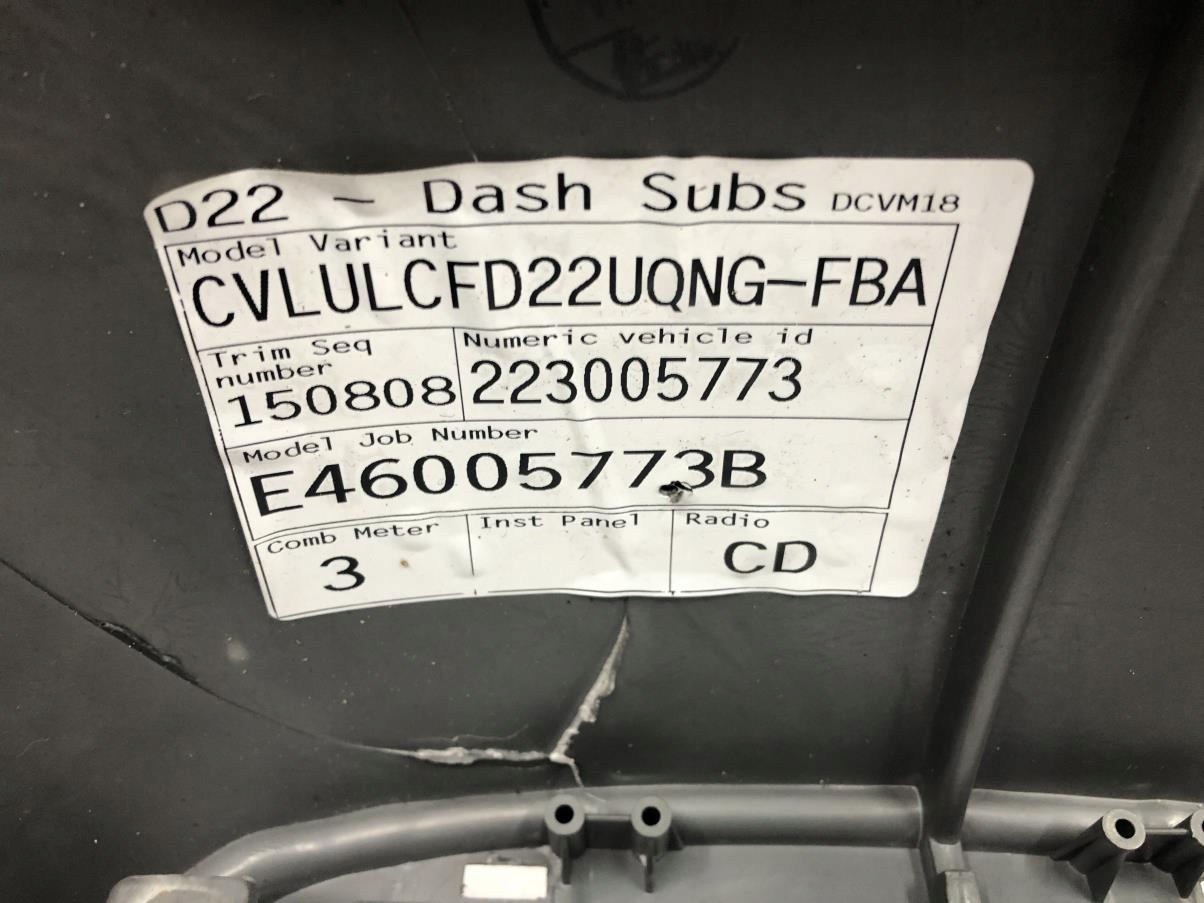 D22 - Dash Subs DCVM18
Model Variant
CVLULCFD22UQNG-FBA
Trim Seq
number
150808
Numeric vehicle id
223005773
Model Job Number
E46005773B
Comb Meter
3
Inst Panel
Radio
CD